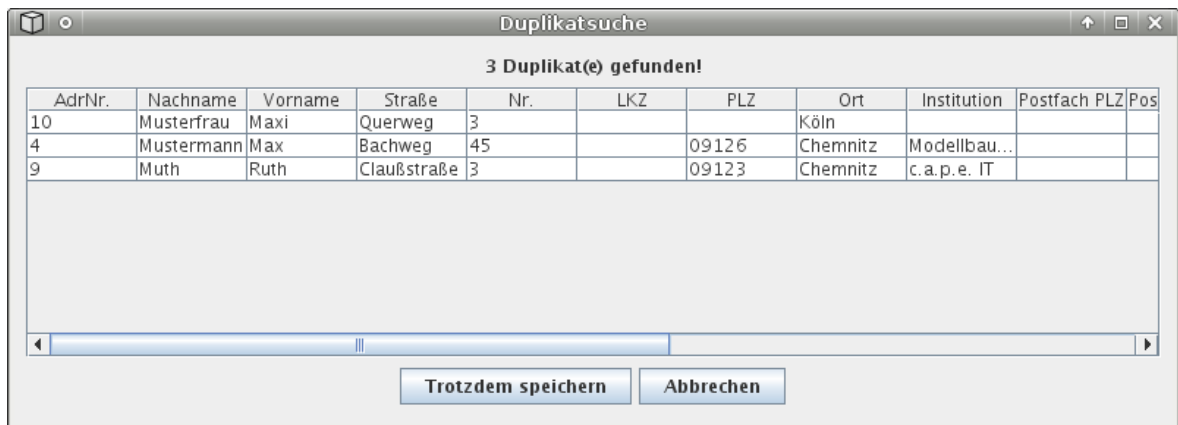 Duplikatsuche
3 Duplikat(e) gefunden!
AdrNr. Nachname Vorname Straße Nr. LKZ PLZ Ort Institution Postfach PLZ Pos
10 Musterfrau Maxi Querweg 3 Köln
4 Mustermann Max Bachweg 45 09126 Chemnitz Modellbau...
9 Muth Ruth Claußstraße 3 09123 Chemnitz c.a.p.e. IT
Trotzdem speichern Abbrechen